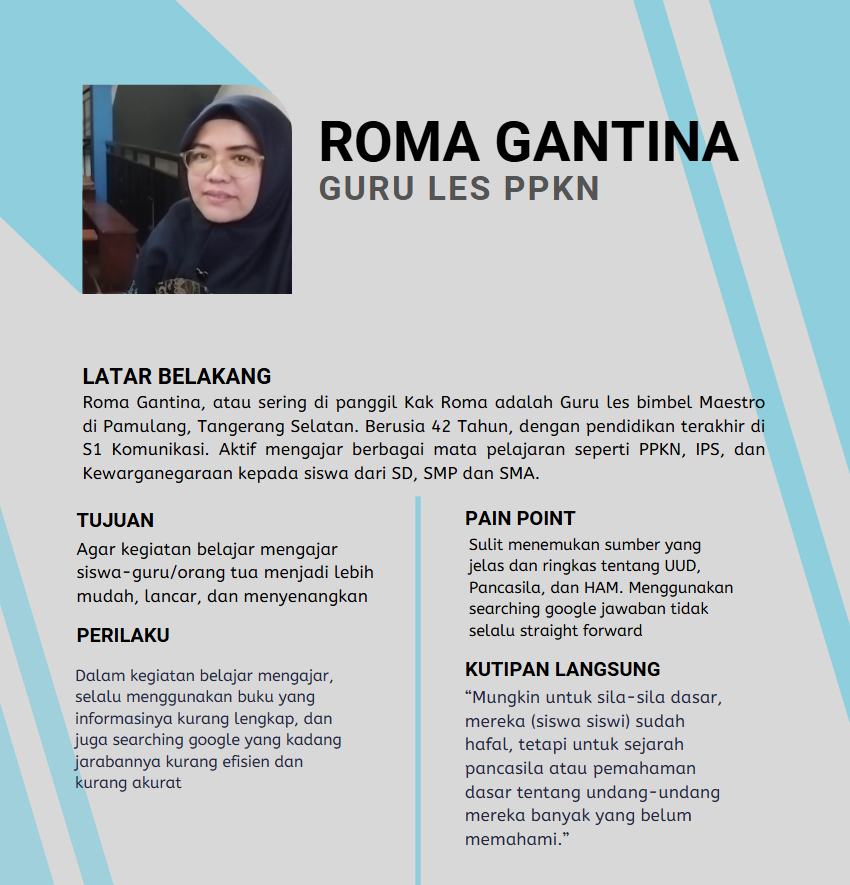 ROMA GANTINA
GURU LES PPKN
LATAR BELAKANG
Roma Gantina, atau sering di panggil Kak Roma adalah Guru les bimbel Maestro
di Pamulang, Tangerang Selatan. Berusia 42 Tahun, dengan pendidikan terakhir di
S1 Komunikasi. Aktif mengajar berbagai mata pelajaran seperti PPKN, IPS, dan
Kewarganegaraan kepada siswa dari SD, SMP dan SMA.
TUJUAN
Agar kegiatan belajar mengajar
siswa-guru/orang tua menjadi lebih
mudah, lancar, dan menyenangkan
PERILAKU
Dalam kegiatan belajar mengajar,
selalu menggunakan buku yang
informasinya kurang lengkap, dan
juga searching google yang kadang
jarabannya kurang efisien dan
kurang akurat
PAIN POINT
Sulit menemukan sumber yang
jelas dan ringkas tentang UUD,
Pancasila, dan HAM. Menggunakan
searching google jawaban tidak
selalu straight forward
KUTIPAN LANGSUNG
“Mungkin untuk sila-sila dasar,
mereka (siswa siswi) sudah
hafal, tetapi untuk sejarah
pancasila atau pemahaman
dasar tentang undang-undang
mereka banyak yang belum
memahami.”